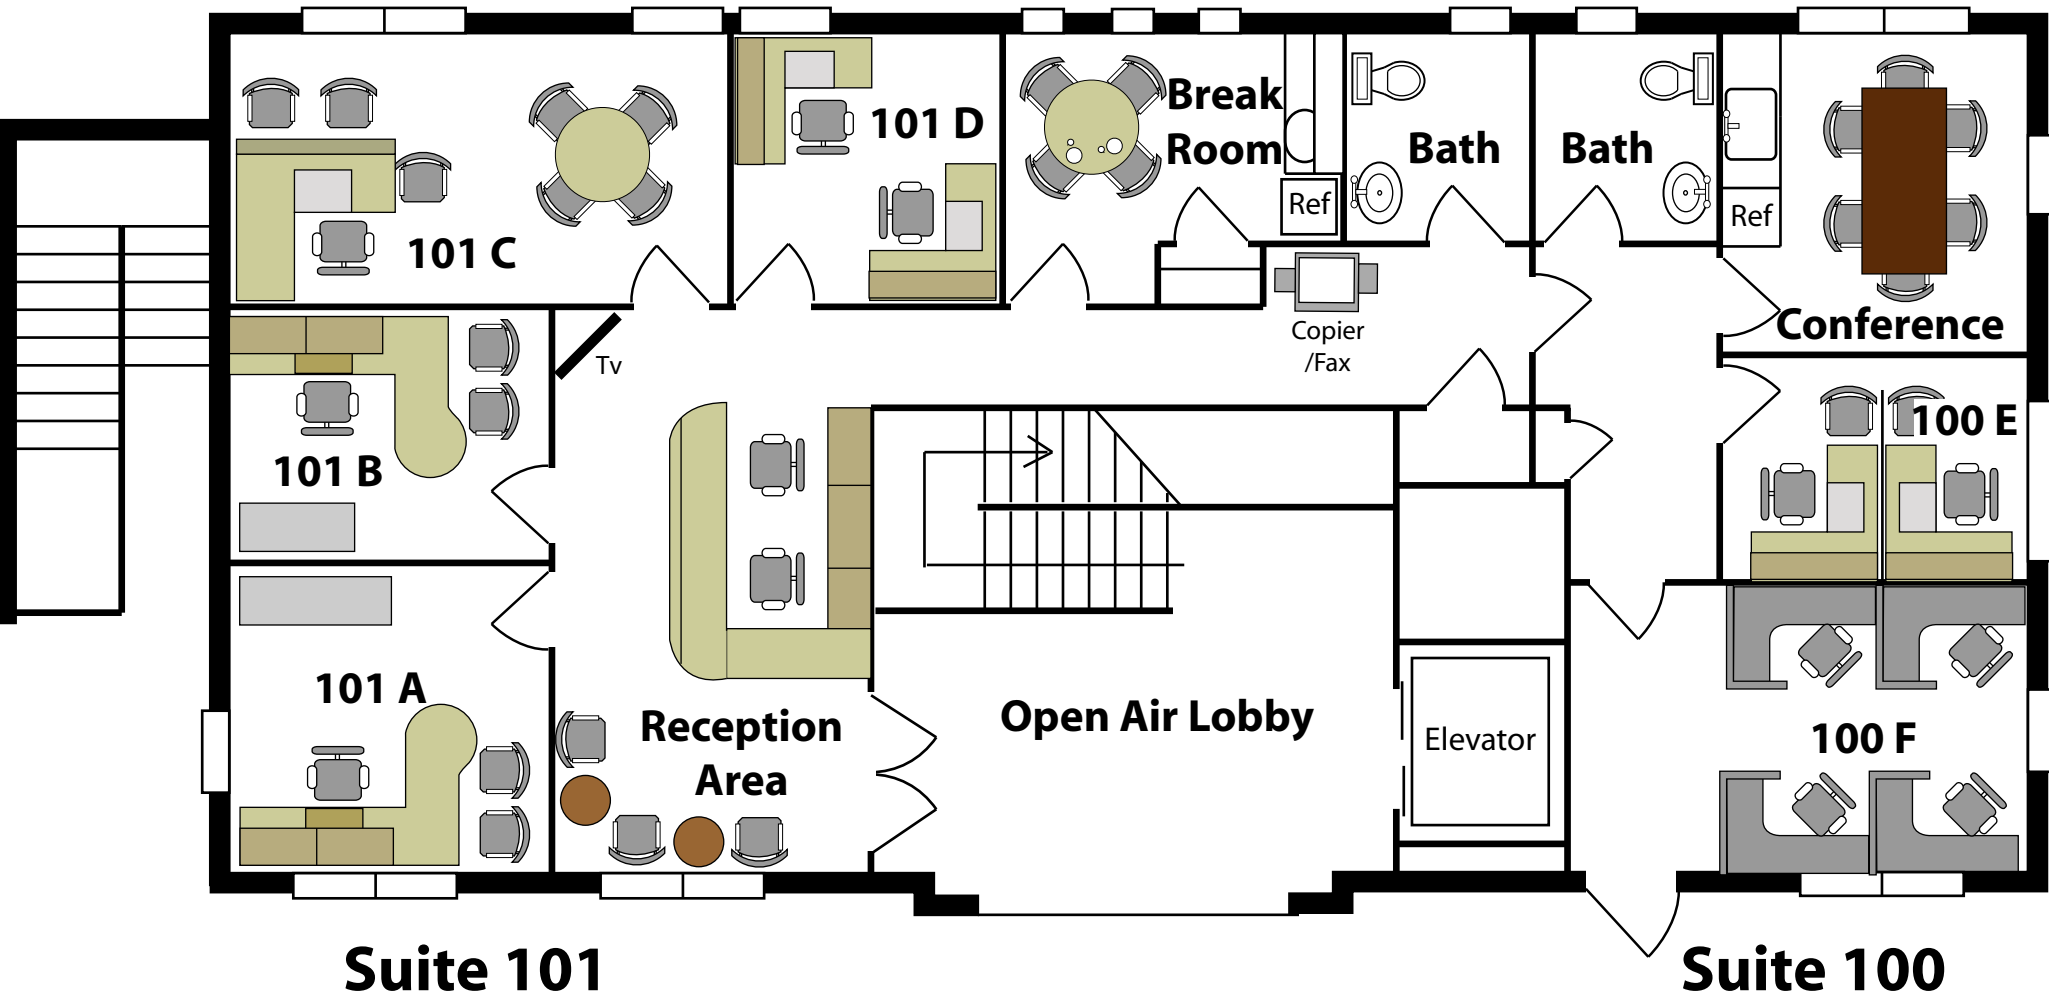 Break
Room
101 D
Bath
Bath
Ref
Ref
101 C
Conference
Copier
/Fax
Tv
100 E
101 B
101 A
Reception
Area
Open Air Lobby
Elevator
100 F
Suite 101
Suite 100